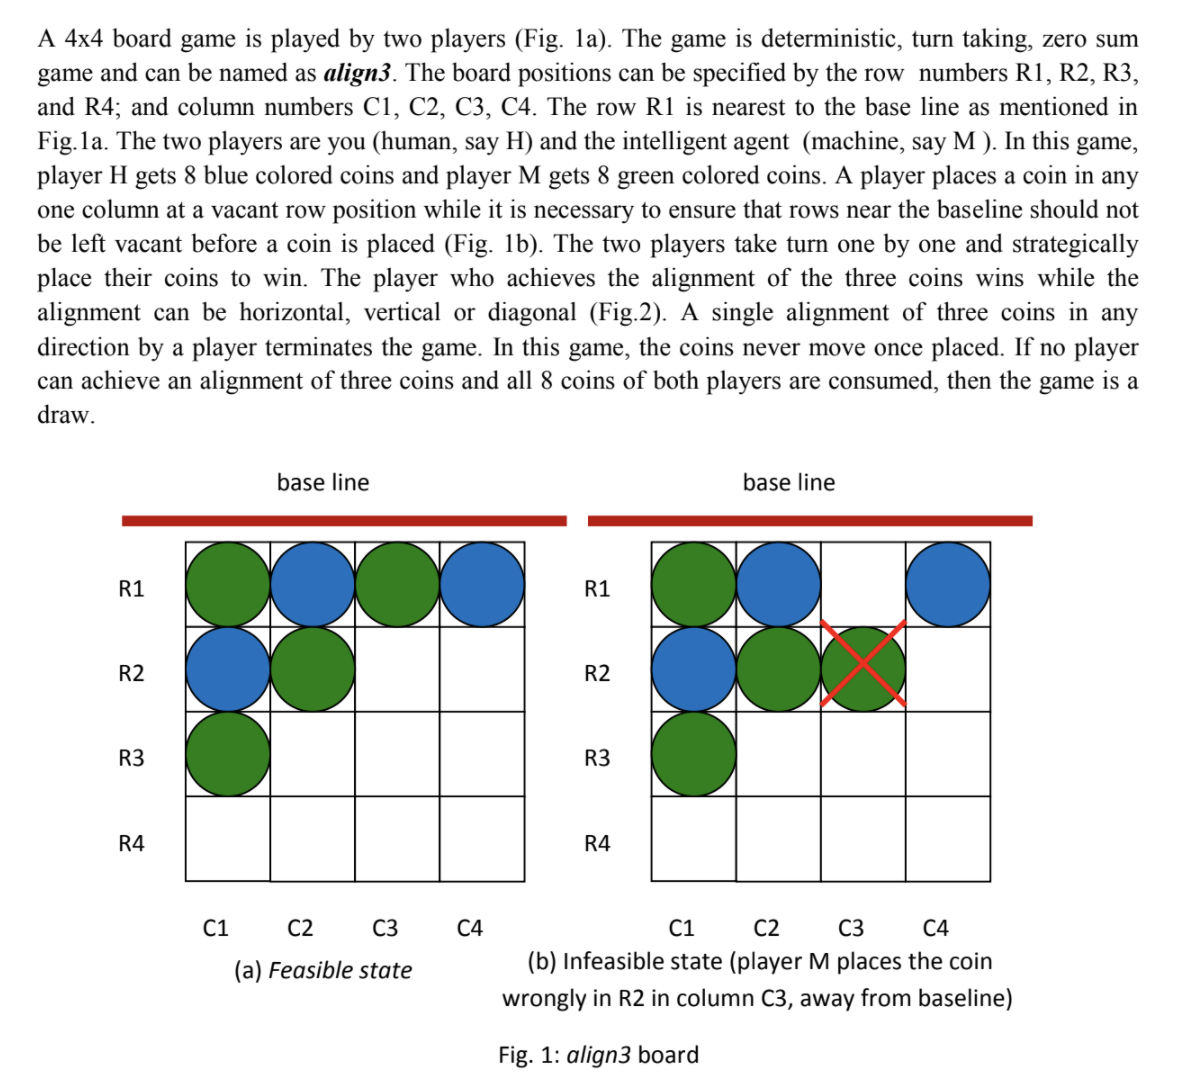 A 4x4 board game is played by two players (Fig. 1a). The game is deterministic, turn taking, zero sum
game and can be named as align3. The board positions can be specified by the row numbers R1, R2, R3,
and R4; and column numbers C1, C2, C3, C4. The row R1 is nearest to the base line as mentioned in
Fig.1a. The two players are you (human, say H) and the intelligent agent (machine, say M ). In this game,
player H gets 8 blue colored coins and player M gets 8 green colored coins. A player places a coin in any
one column at a vacant row position while it is necessary to ensure that rows near the baseline should not
be left vacant before a coin is placed (Fig. 1b). The two players take turn one by one and strategically
place their coins to win. The player who achieves the alignment of the three coins wins while the
alignment can be horizontal, vertical or diagonal (Fig.2). A single alignment of three coins in any
direction by a player terminates the game. In this game, the coins never move once placed. If no player
can achieve an alignment of three coins and all 8 coins of both players are consumed, then the game is a
draw.
base line
R1
R2
R3
R4
C1 C2 C3 C4
(a) Feasible state
base line
R1
R2
R3
R4
C1 C2 C3 C4
(b) Infeasible state (player M places the coin
wrongly in R2 in column C3, away from baseline)
Fig. 1: align3 board